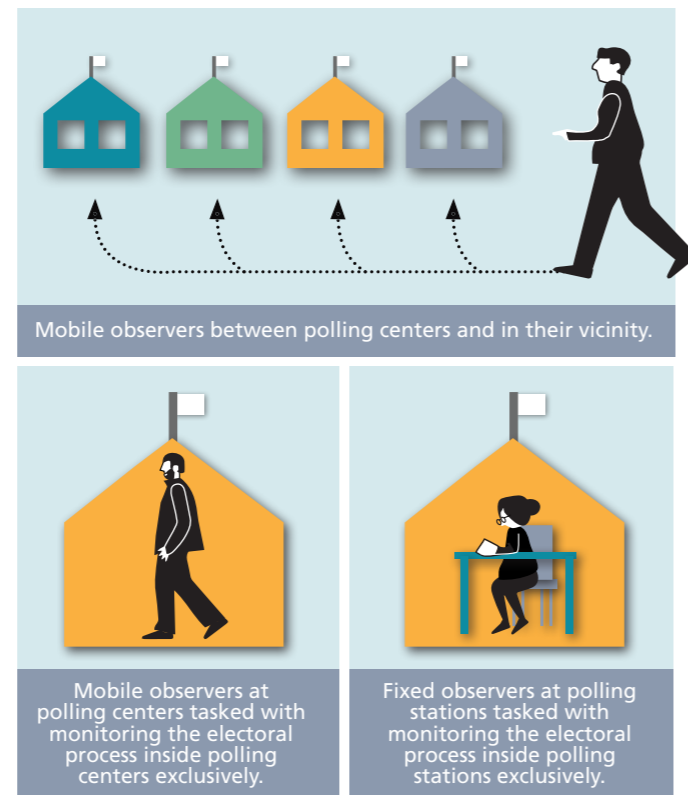 Mobile observers between polling centers and in their vicinity.
Mobile observers at
polling centers tasked with
monitoring the electoral
process inside polling
centers exclusively.
Fixed observers at polling
stations tasked with
monitoring the electoral
process inside polling
stations exclusively.